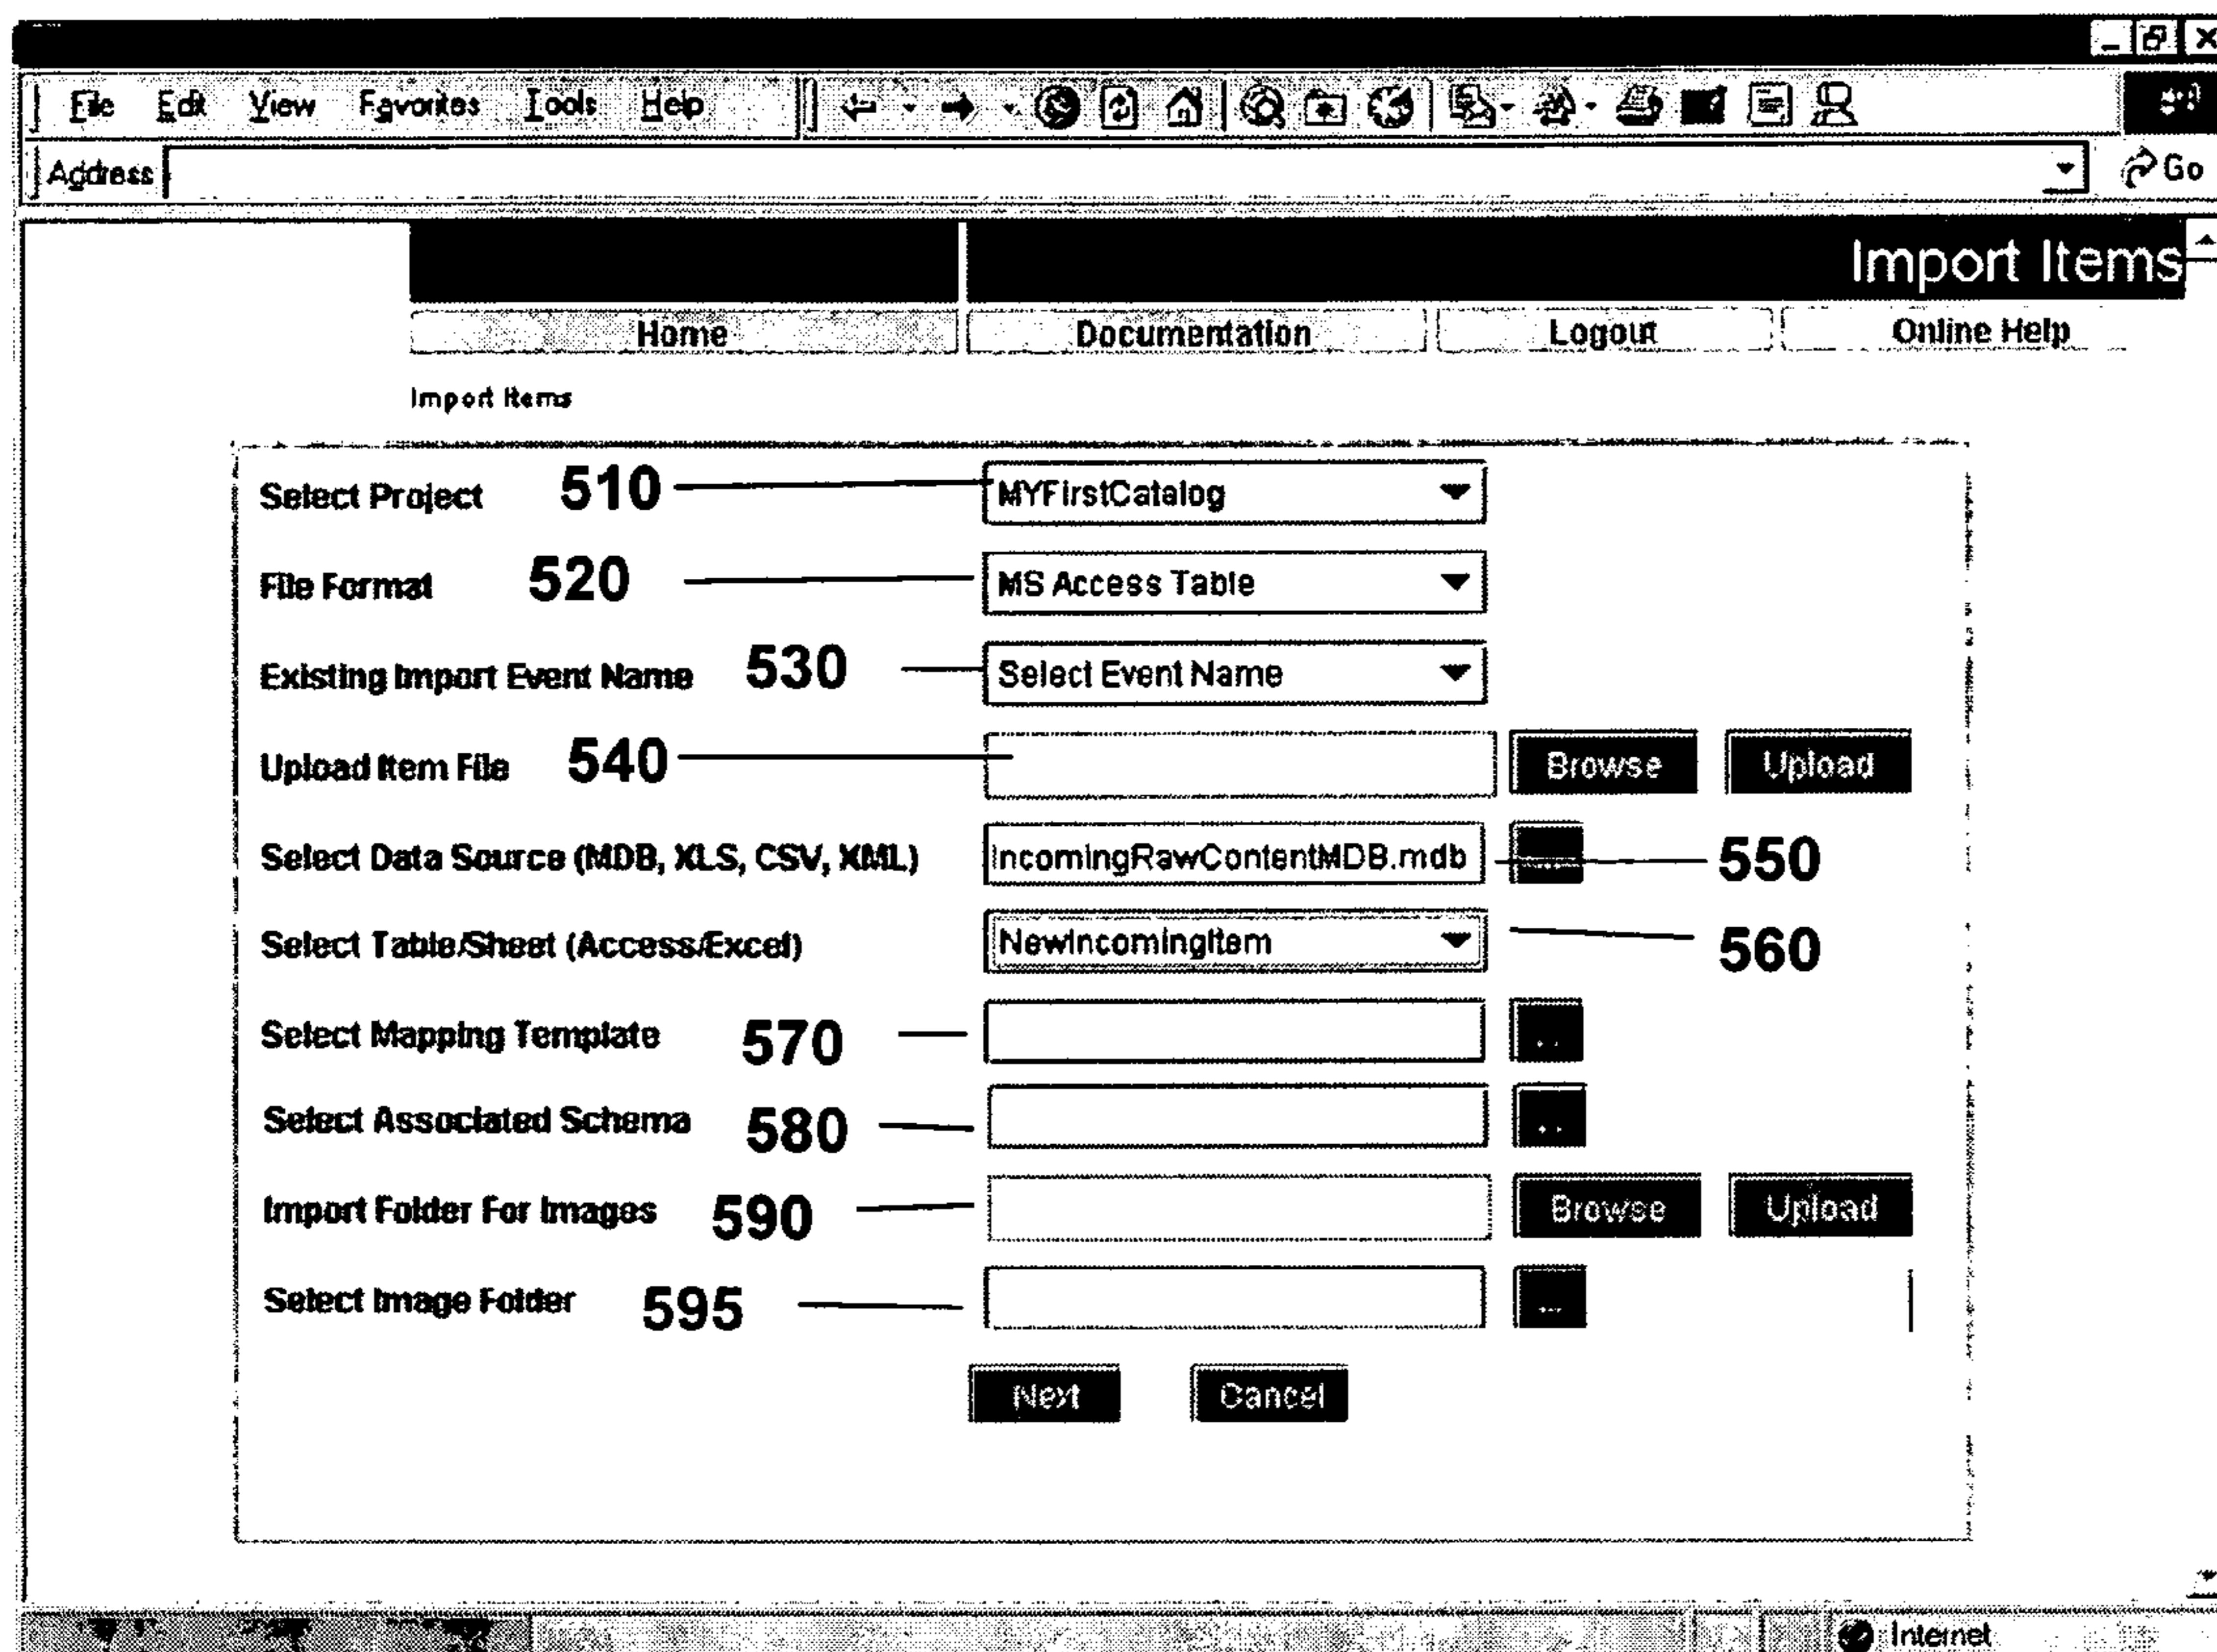 File Edit View Favorites Tools Help
Address Go
Import Items
Home Documentation Logout Online Help
Import Items
Select Project 510 MYFirstCatalog
File Format 520 MS Access Table
Existing Import Event Name 530 Select Event Name
Upload Item File 540 Browse Upload
Select Data Source (MDB, XLS, CSV, XML) IncomingRawContentMDB.mdb ... 550
Select Table/Sheet (Access/Excel) NewIncomingItem 560
Select Mapping Template 570 ...
Select Associated Schema 580 ...
Import Folder For Images 590 Browse Upload
Select Image Folder 595 ...
Next Cancel
Internet